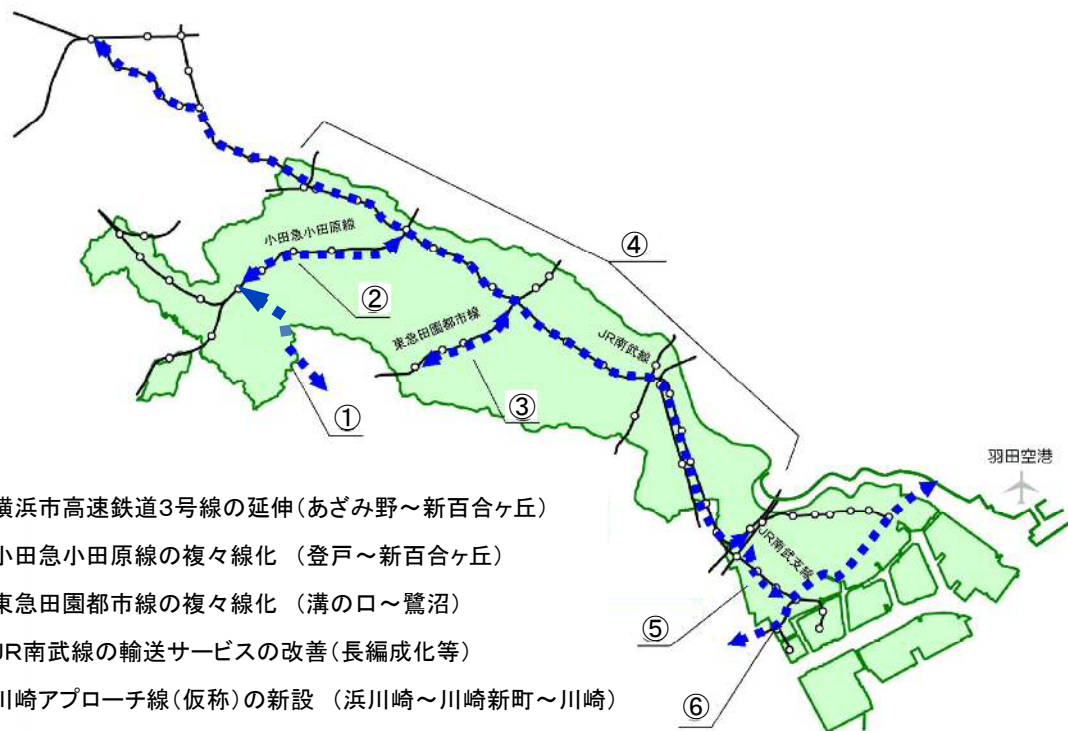 小田急小田原線
④
②
東急田園都市線
JR南武線
③
①
羽田空港
横浜市高速鉄道3号線の延伸(あざみ野～新百合ヶ丘)
小田急小田原線の複々線化 (登戸～新百合ヶ丘)
JR南武支線
東急田園都市線の複々線化 (溝の口～鷺沼)
⑤
JR南武線の輸送サービスの改善(長編成化等)
川崎アプローチ線(仮称)の新設 (浜川崎～川崎新町～川崎)
⑥